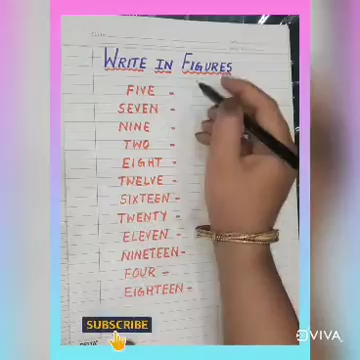 WRITE IN FIGURES
FIVE -
SEVEN -
NINE -
TWO -
EIGHT -
TWELVE -
SIXTEEN -
TWENTY -
ELEVEN -
NINETEEN -
FOUR -
EIGHTEEN -
SUBSCRIBE
VIVA